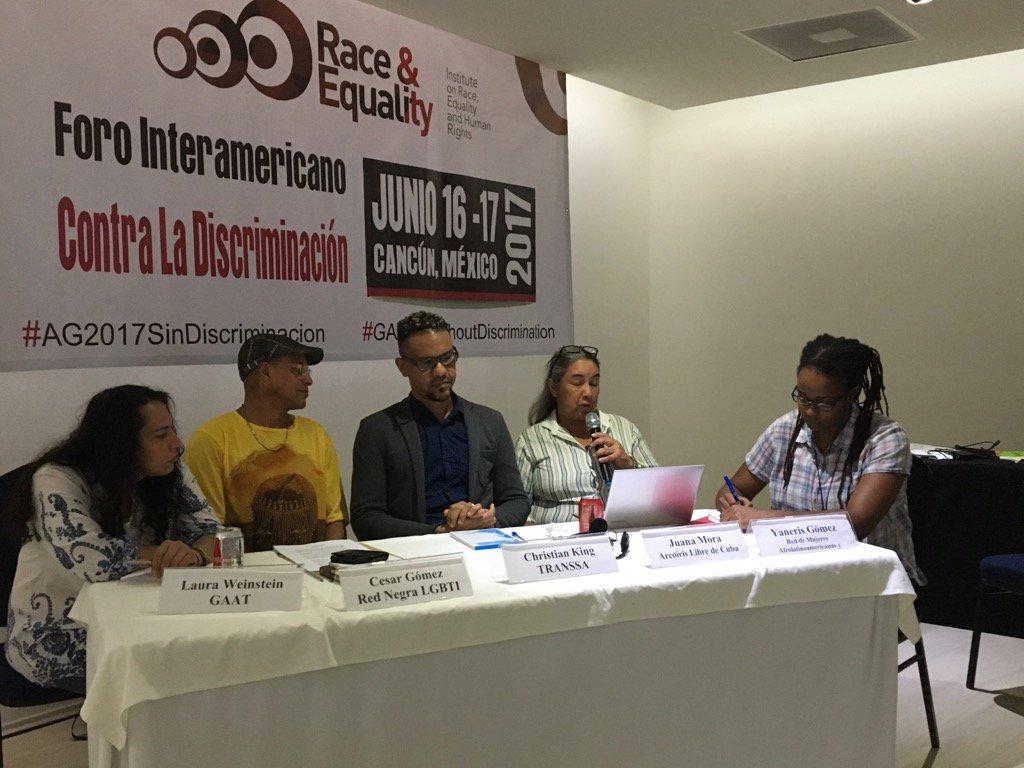 Race &
Equality
Institute
on Race,
Equality
and Human
Rights
Foro Interamericano
Contra La Discriminación
JUNIO 16 -17
CANCÚN, MÉXICO
2017
#AG2017SinDiscriminacion
#GA houtDiscrimination
Laura Weinstein
GAAT
Cesar Gómez
Red Negra LGBTI
Christian King
TRANSSA
Juana Mora
Arcoiris Libre de Cuba
Yaneris Gómez
Red de Mujeres
Afrolatinoamericanas y